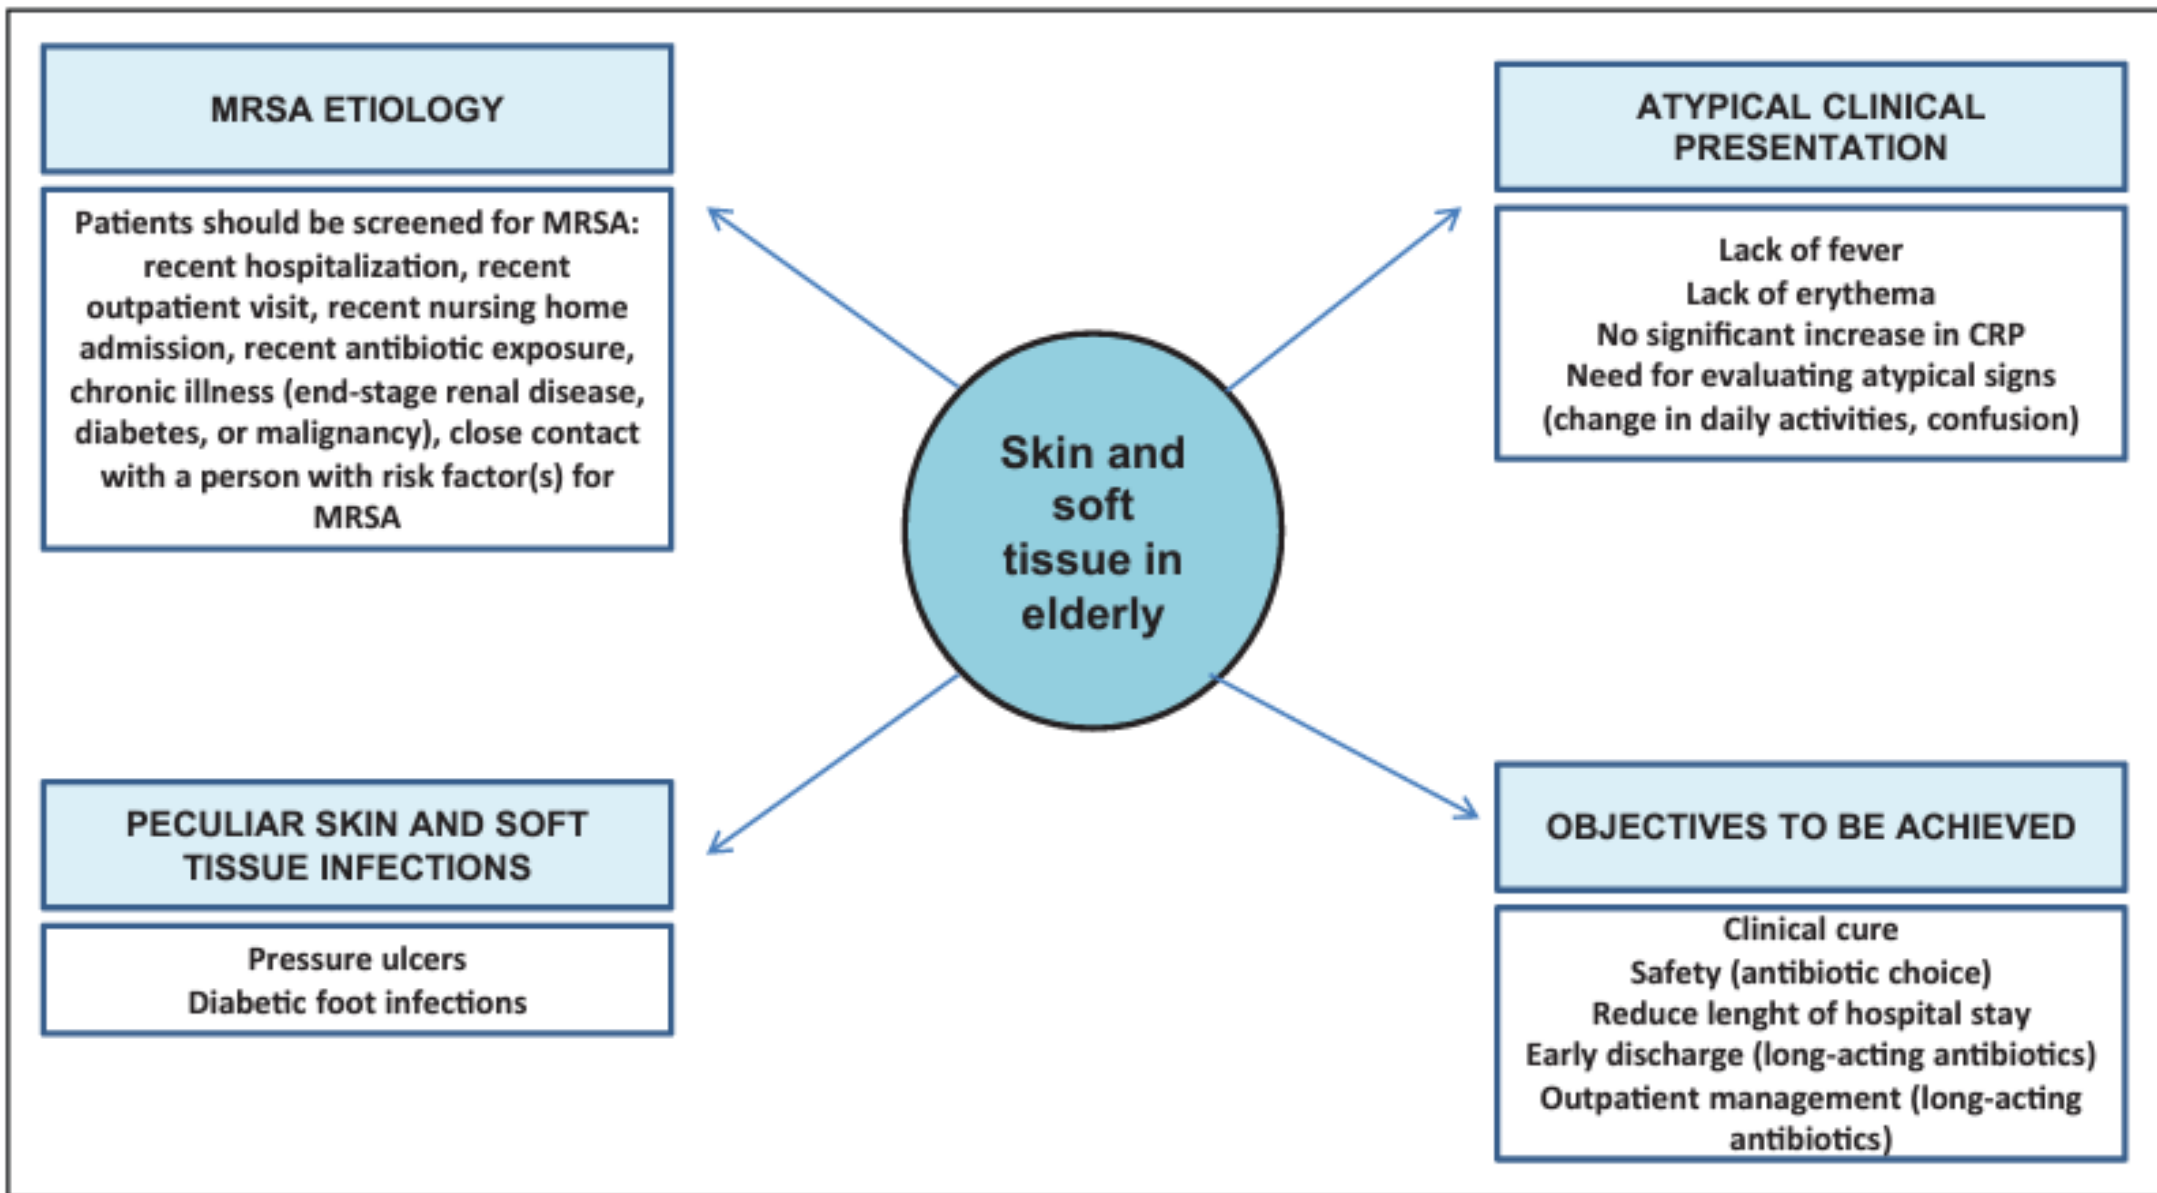 MRSA ETIOLOGY
Patients should be screened for MRSA:
recent hospitalization, recent
outpatient visit, recent nursing home
admission, recent antibiotic exposure,
chronic illness (end-stage renal disease,
diabetes, or malignancy), close contact
with a person with risk factor(s) for
MRSA
ATYPICAL CLINICAL
PRESENTATION
Lack of fever
Lack of erythema
No significant increase in CRP
Need for evaluating atypical signs
(change in daily activities, confusion)
Skin and
soft
tissue in
elderly
PECULIAR SKIN AND SOFT
TISSUE INFECTIONS
Pressure ulcers
Diabetic foot infections
OBJECTIVES TO BE ACHIEVED
Clinical cure
Safety (antibiotic choice)
Reduce lenght of hospital stay
Early discharge (long-acting antibiotics)
Outpatient management (long-acting
antibiotics)